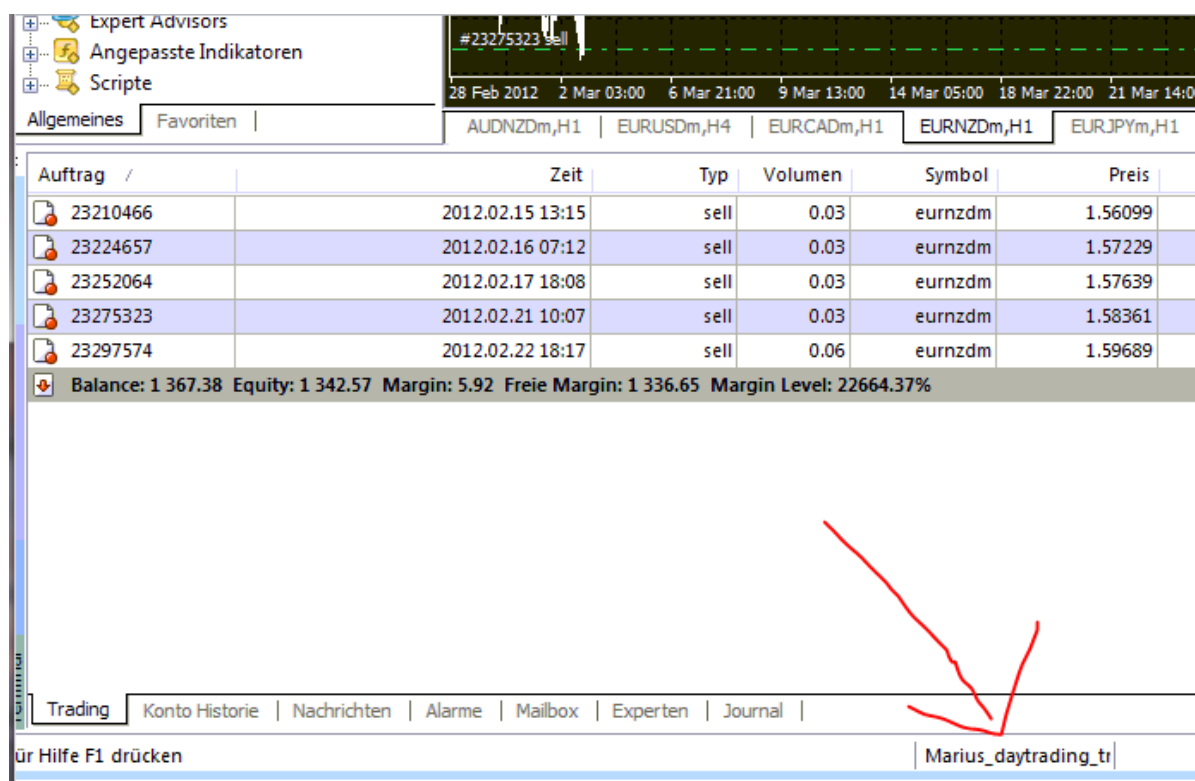 Expert Advisors
Angepasste Indikatoren
Scripte
Allgemeines Favoriten
#23275323 sell
28 Feb 2012 2 Mar 03:00 6 Mar 21:00 9 Mar 13:00 14 Mar 05:00 18 Mar 22:00 21 Mar 14:0
AUDNZDm,H1 EURUSDm,H4 EURCADm,H1 EURNZDm,H1 EURJPYm,H1
Auftrag / Zeit Typ Volumen Symbol Preis
23210466 2012.02.15 13:15 sell 0.03 eurnzdm 1.56099
23224657 2012.02.16 07:12 sell 0.03 eurnzdm 1.57229
23252064 2012.02.17 18:08 sell 0.03 eurnzdm 1.57639
23275323 2012.02.21 10:07 sell 0.03 eurnzdm 1.58361
23297574 2012.02.22 18:17 sell 0.06 eurnzdm 1.59689
Balance: 1 367.38 Equity: 1 342.57 Margin: 5.92 Freie Margin: 1 336.65 Margin Level: 22664.37%
Trading Konto Historie Nachrichten Alarme Mailbox Experten Journal
ür Hilfe F1 drücken Marius_daytrading_tr